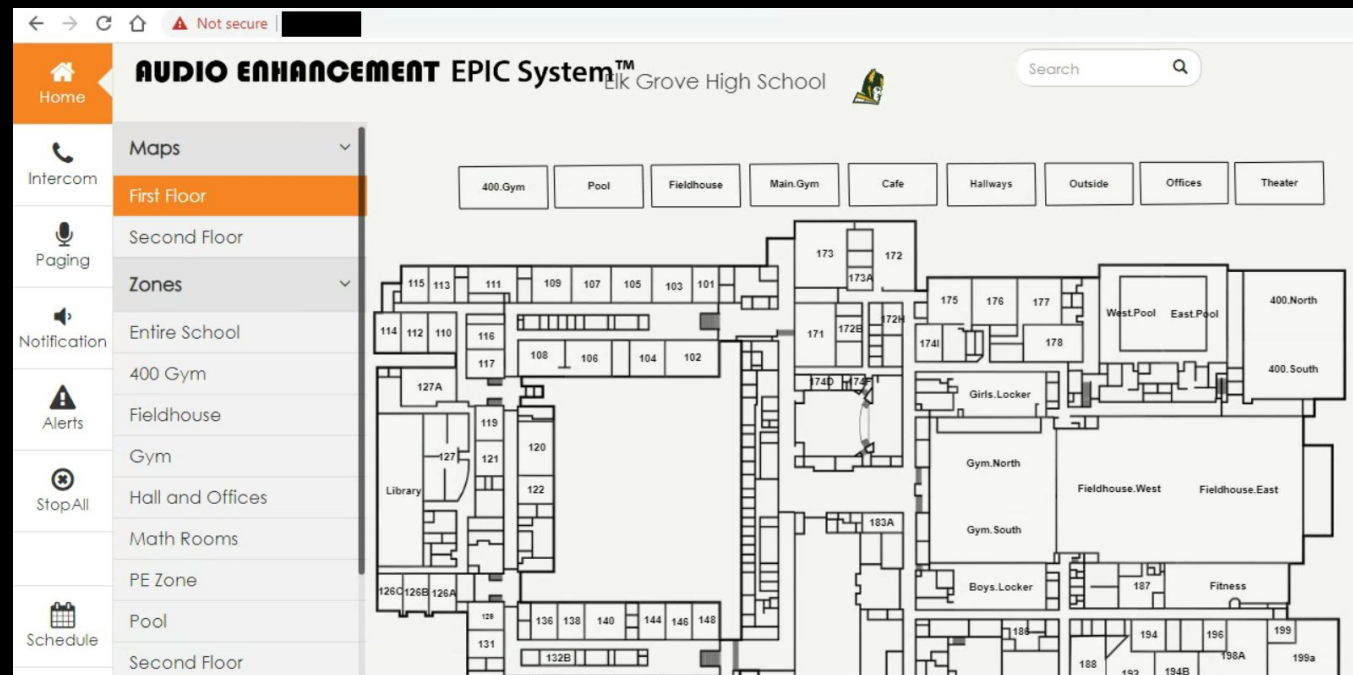 Not secure
AUDIO ENHANCEMENT EPIC System™
Elk Grove High School
Search
Home
Intercom
Paging
Notification
Alerts
StopAll
Schedule
Maps
First Floor
Second Floor
Zones
Entire School
400 Gym
Fieldhouse
Gym
Hall and Offices
Math Rooms
PE Zone
Pool
Second Floor
400.Gym Pool Fieldhouse Main.Gym Cafe Hallways Outside Offices Theater
173 172
173A
115 113 111 109 107 105 103 101
175 176 177
West.Pool East.Pool
400.North
114 112 110 116
171 172B 172H
174I 178
117 108 106 104 102
400.South
127A
174D
Girls.Locker
119
120
127 121
Gym.North
Library
122
Fieldhouse.West Fieldhouse.East
183A
Gym.South
126C 126B 126A
Boys.Locker
187
Fitness
136 138 140 144 146 148
131
186
194 196 199
132B
188 192 194B 198A 199a